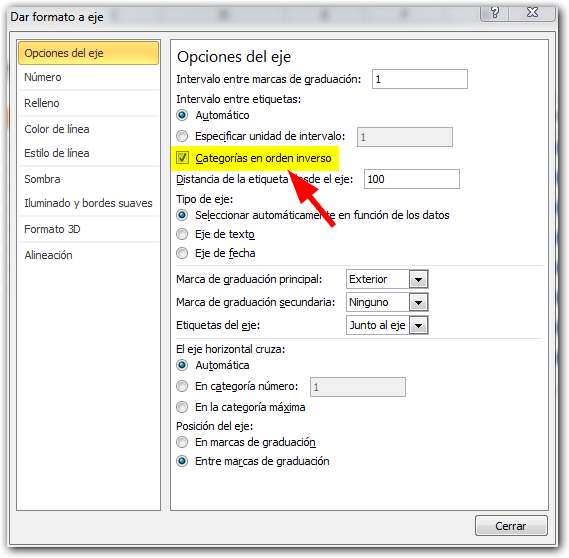 Dar formato a eje
Opciones del eje
Número
Relleno
Color de línea
Estilo de línea
Sombra
Iluminado y bordes suaves
Formato 3D
Alineación
Opciones del eje
Intervalo entre marcas de graduación: 1
Intervalo entre etiquetas:
Automático
Especificar unidad de intervalo: 1
Categorías en orden inverso
Distancia de la etiqueta desde el eje: 100
Tipo de eje:
Seleccionar automáticamente en función de los datos
Eje de texto
Eje de fecha
Marca de graduación principal: Exterior
Marca de graduación secundaria: Ninguno
Etiquetas del eje: Junto al eje
El eje horizontal cruza:
Automática
En categoría número: 1
En la categoría máxima
Posición del eje:
En marcas de graduación
Entre marcas de graduación
Cerrar